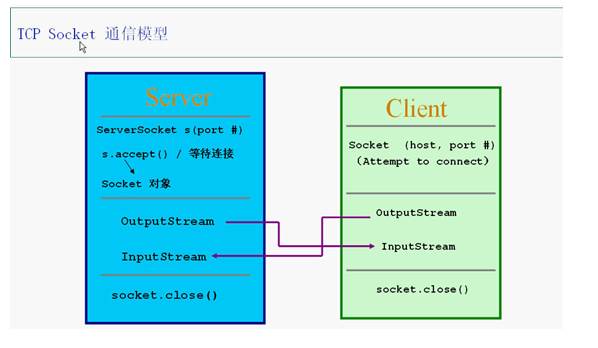 TCP Socket 通信模型
Server
ServerSocket s(port #)
s.accept() / 等待连接
Socket 对象
OutputStream
InputStream
socket.close()
Client
Socket (host, port #)
(Attempt to connect)
OutputStream
InputStream
socket.close()